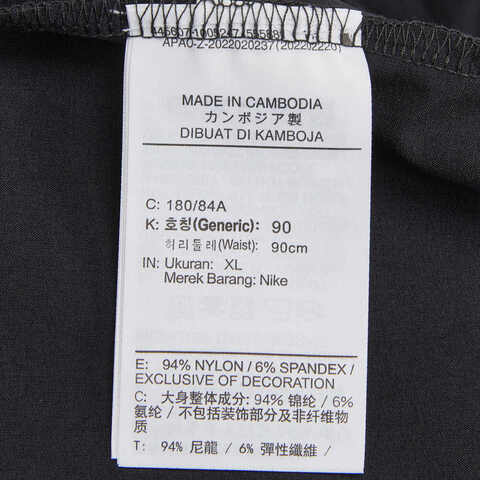 APAO-Z-2022020237(20220220)
MADE IN CAMBODIA
カンボジア製
DIBUAT DI KAMBOJA
C: 180/84A
K: 호칭(Generic): 90
허리둘레(Waist): 90cm
IN: Ukuran: XL
Merek Barang: Nike
E: 94% NYLON / 6% SPANDEX /
EXCLUSIVE OF DECORATION
C: 大身整体成分: 94% 锦纶 / 6%
氨纶 / 不包括装饰部分及非纤维物
质
T: 94% 尼龍 / 6% 彈性纖維 /